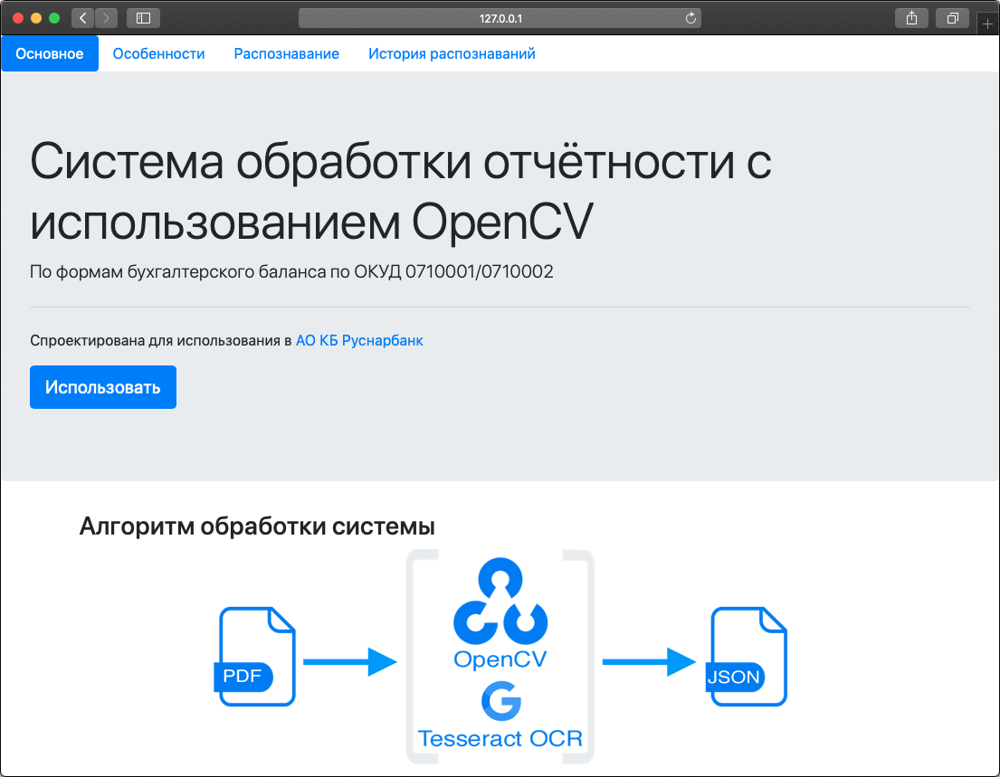 127.0.0.1
Основное Особенности Распознавание История распознаваний
Система обработки отчётности с
использованием OpenCV
По формам бухгалтерского баланса по ОКУД 0710001/0710002
Спроектирована для использования в АО КБ Руснарбанк
Использовать
Алгоритм обработки системы
PDF
OpenCV
Tesseract OCR
JSON